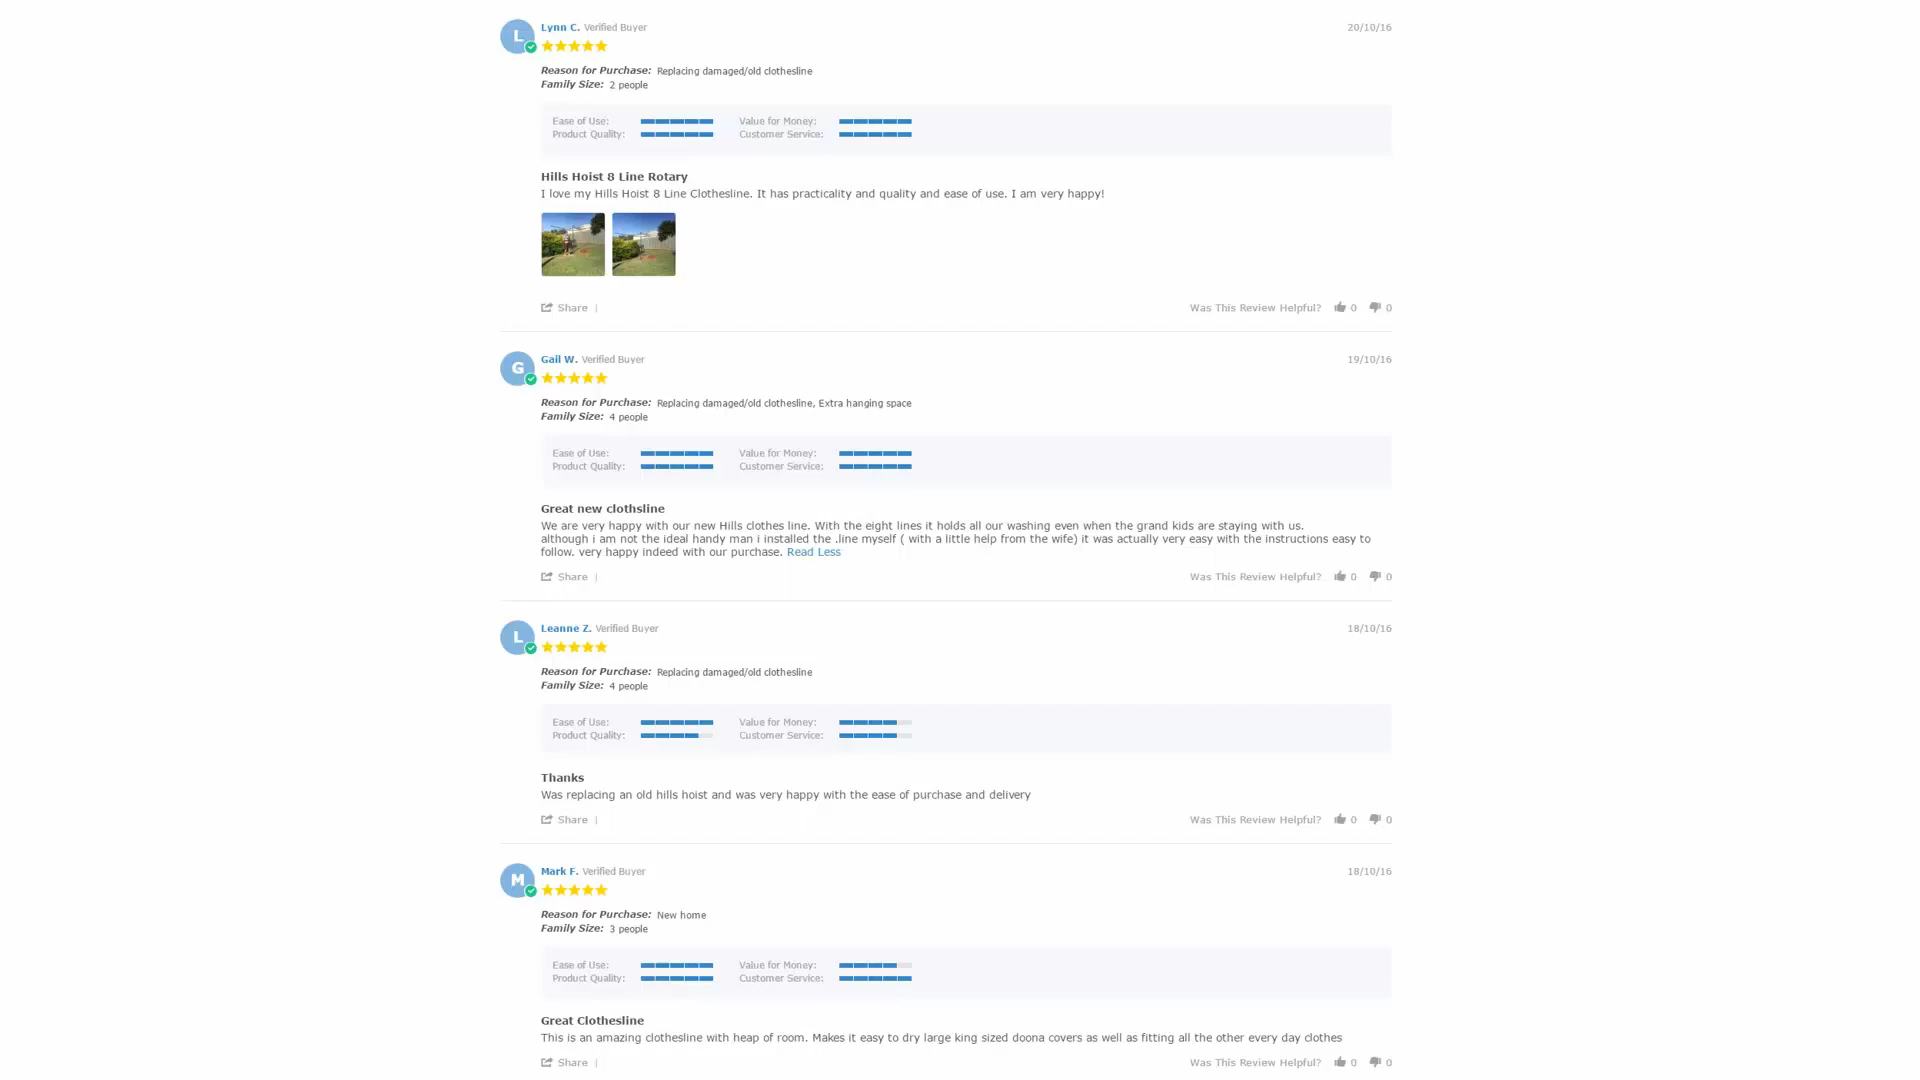 L
Lynn C. Verified Buyer 20/10/16
Reason for Purchase: Replacing damaged/old clothesline
Family Size: 2 people
Ease of Use: Value for Money:
Product Quality: Customer Service:
Hills Hoist 8 Line Rotary
I love my Hills Hoist 8 Line Clothesline. It has practicality and quality and ease of use. I am very happy!
Share | Was This Review Helpful? 0 0
G
Gail W. Verified Buyer 19/10/16
Reason for Purchase: Replacing damaged/old clothesline, Extra hanging space
Family Size: 4 people
Ease of Use: Value for Money:
Product Quality: Customer Service:
Great new clothsline
We are very happy with our new Hills clothes line. With the eight lines it holds all our washing even when the grand kids are staying with us.
although i am not the ideal handy man i installed the .line myself ( with a little help from the wife) it was actually very easy with the instructions easy to
follow. very happy indeed with our purchase. Read Less
Share | Was This Review Helpful? 0 0
L
Leanne Z. Verified Buyer 18/10/16
Reason for Purchase: Replacing damaged/old clothesline
Family Size: 4 people
Ease of Use: Value for Money:
Product Quality: Customer Service:
Thanks
Was replacing an old hills hoist and was very happy with the ease of purchase and delivery
Share | Was This Review Helpful? 0 0
M
Mark F. Verified Buyer 18/10/16
Reason for Purchase: New home
Family Size: 3 people
Ease of Use: Value for Money:
Product Quality: Customer Service:
Great Clothesline
This is an amazing clothesline with heap of room. Makes it easy to dry large king sized doona covers as well as fitting all the other every day clothes
Share | Was This Review Helpful? 0 0